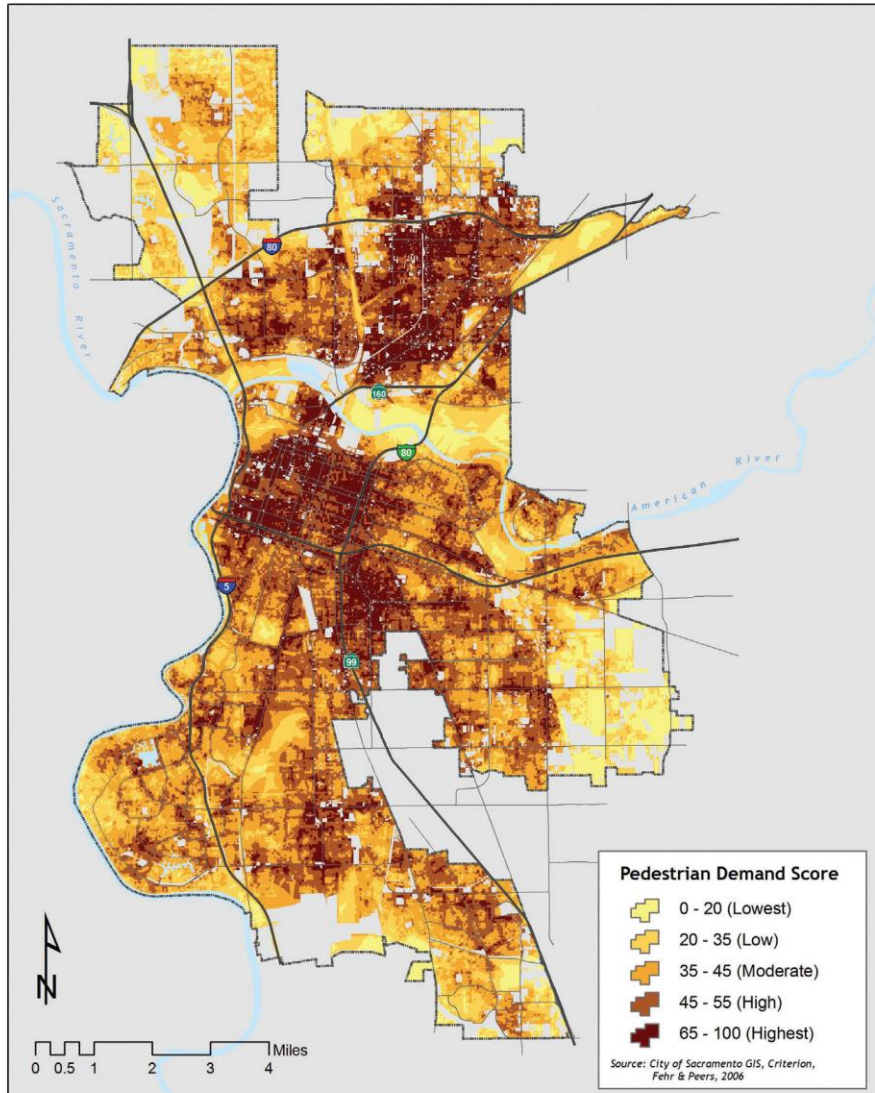 Sacramento
River
80
160
80
American River
5
99
Pedestrian Demand Score
0 - 20 (Lowest)
20 - 35 (Low)
35 - 45 (Moderate)
45 - 55 (High)
65 - 100 (Highest)
Source: City of Sacramento GIS, Criterion,
Fehr & Peers, 2006
N
Miles
0 0.5 1 2 3 4